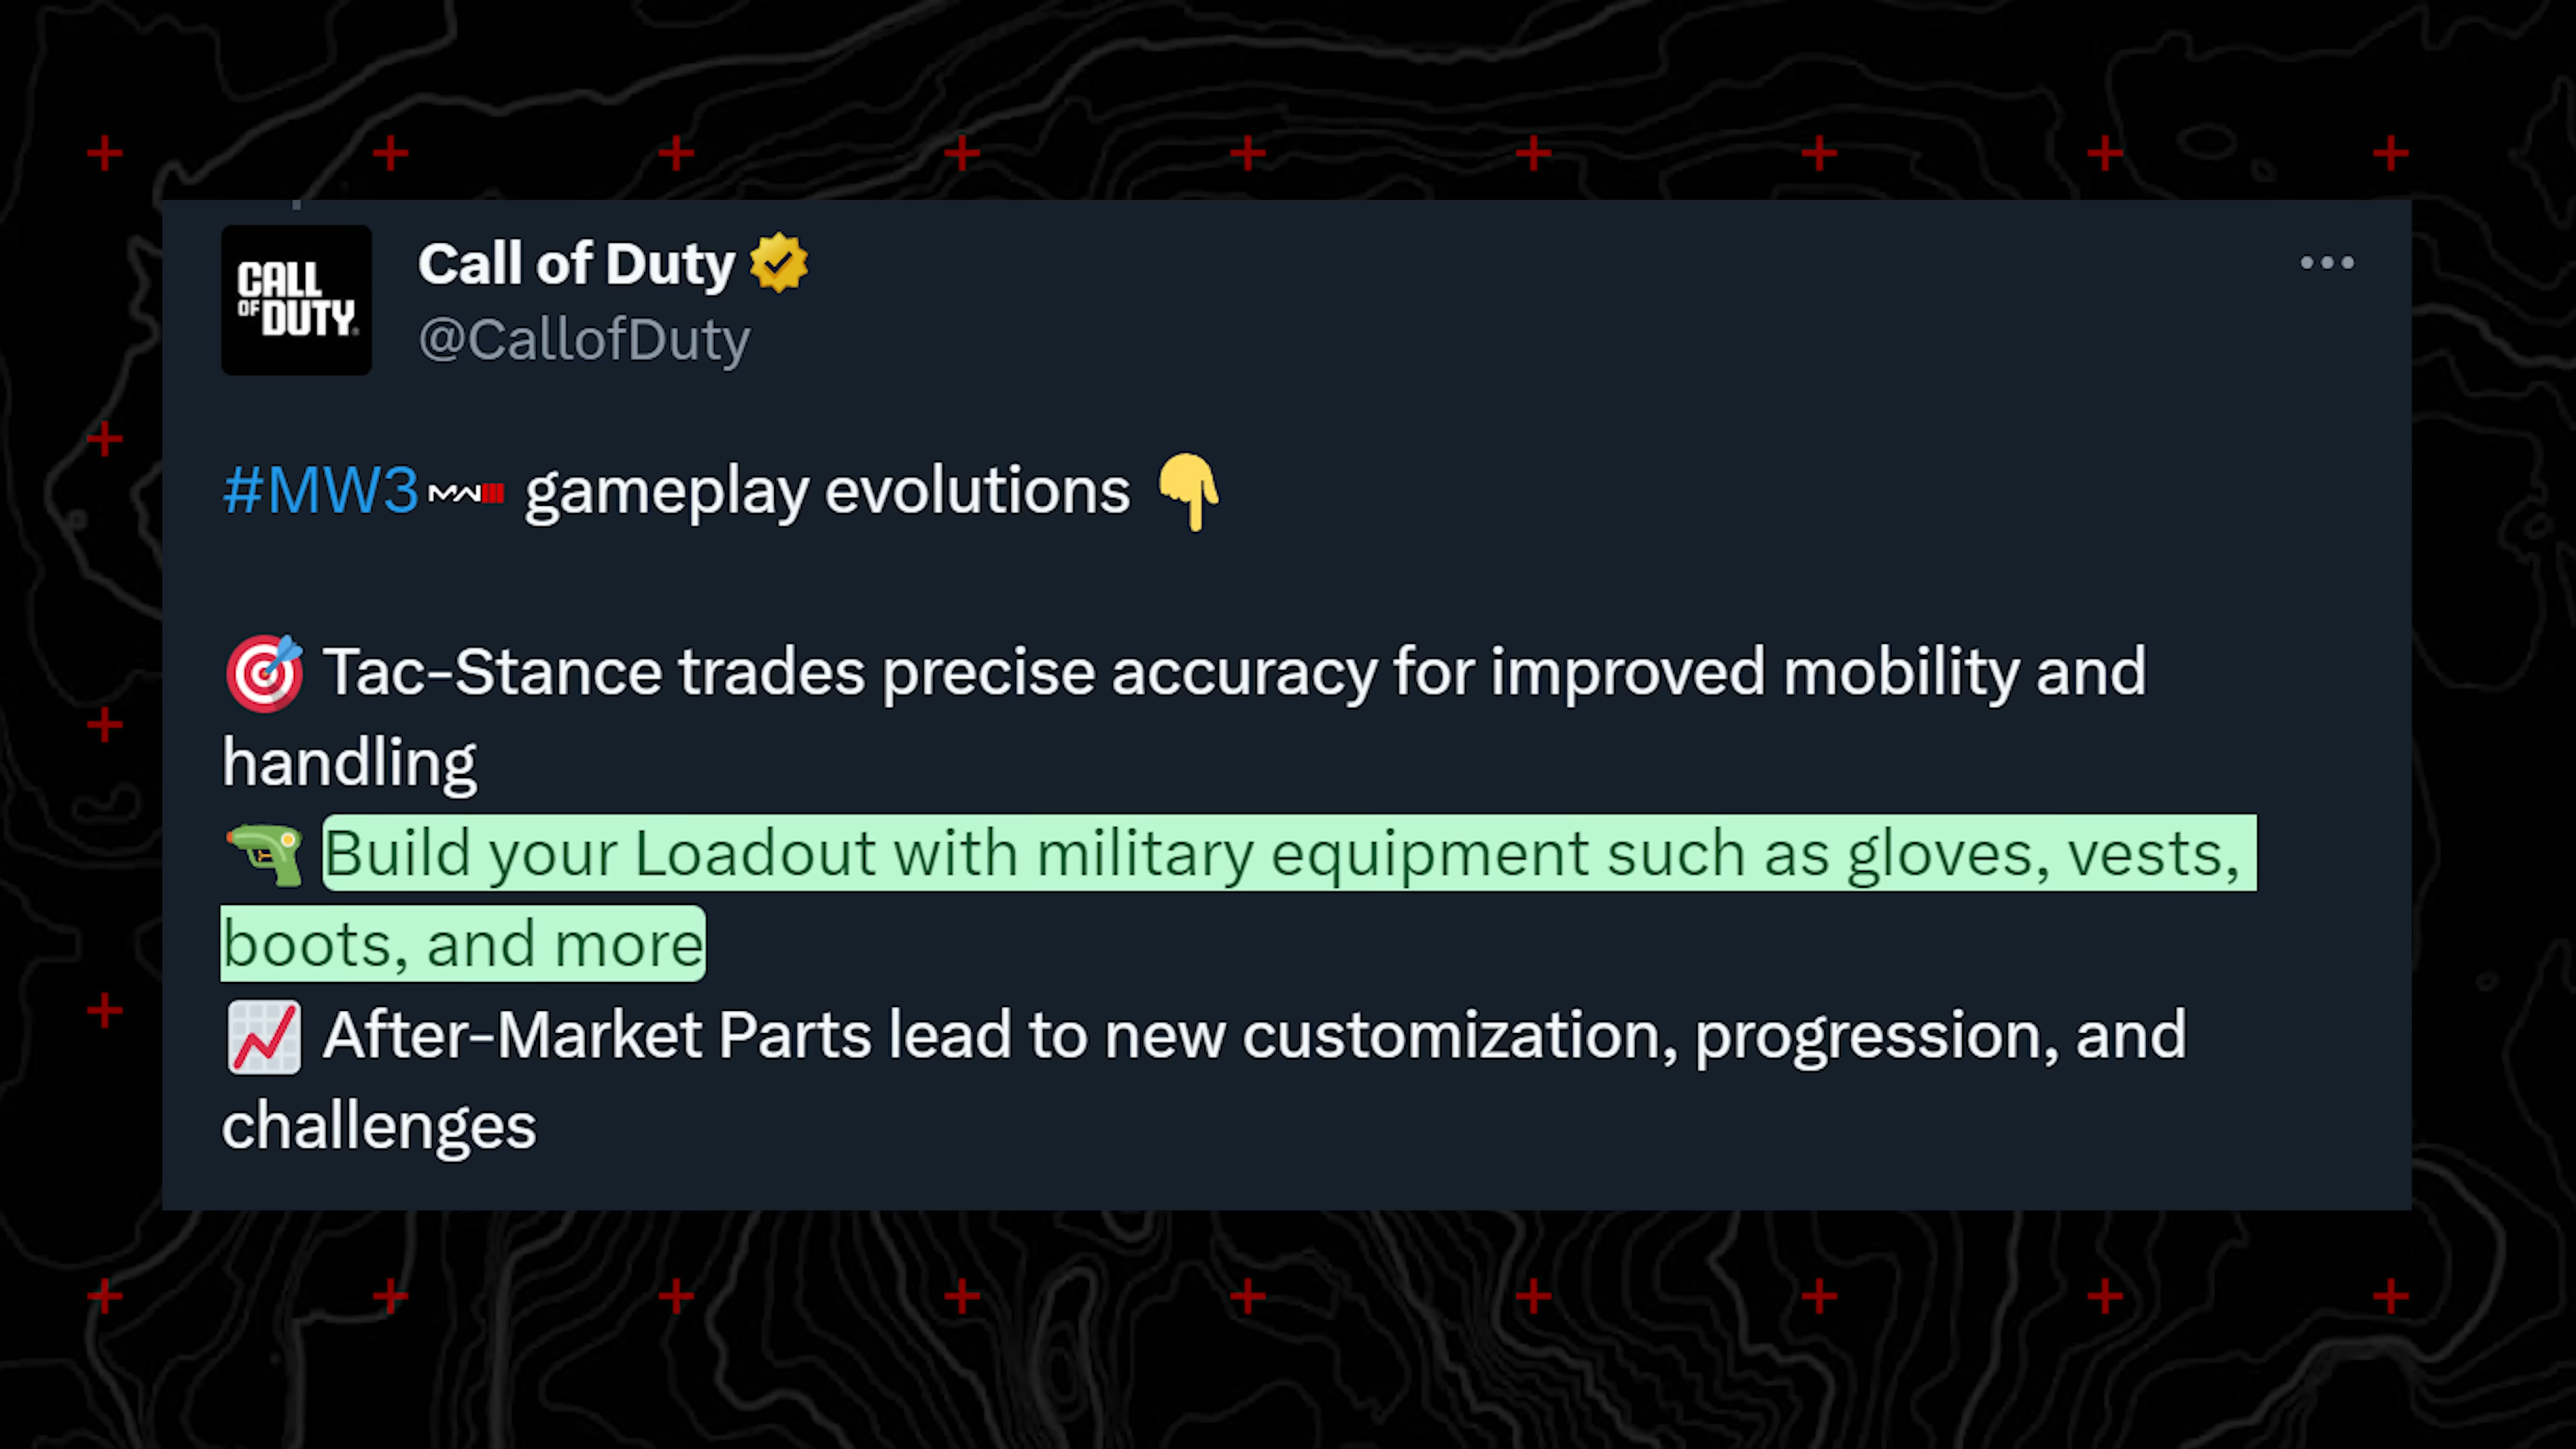 CALL
OF DUTY
Call of Duty
@CallofDuty
#MW3 MWIII gameplay evolutions 👇
🎯 Tac-Stance trades precise accuracy for improved mobility and
handling
🔫 Build your Loadout with military equipment such as gloves, vests,
boots, and more
📈 After-Market Parts lead to new customization, progression, and
challenges